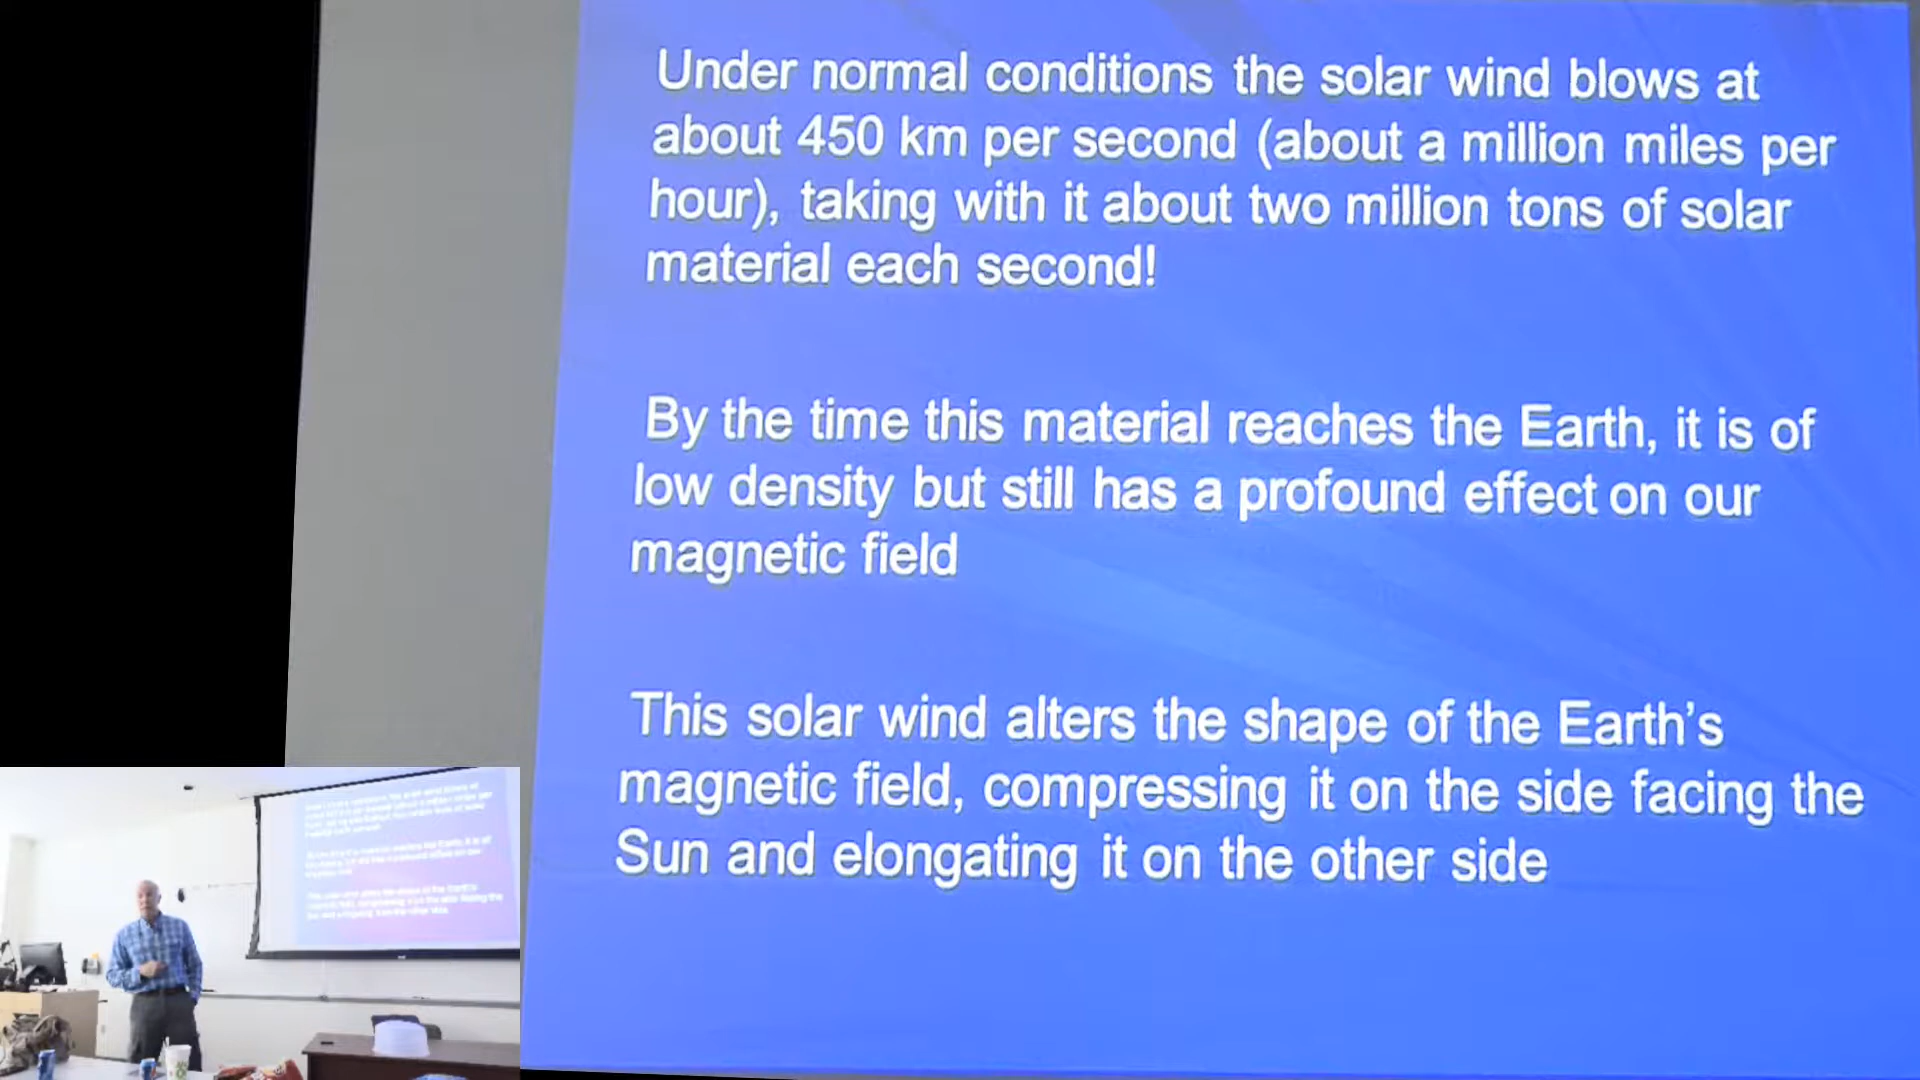 Under normal conditions the solar wind blows at
about 450 km per second (about a million miles per
hour), taking with it about two million tons of solar
material each second!
By the time this material reaches the Earth, it is of
low density but still has a profound effect on our
magnetic field
This solar wind alters the shape of the Earth’s
magnetic field, compressing it on the side facing the
Sun and elongating it on the other side